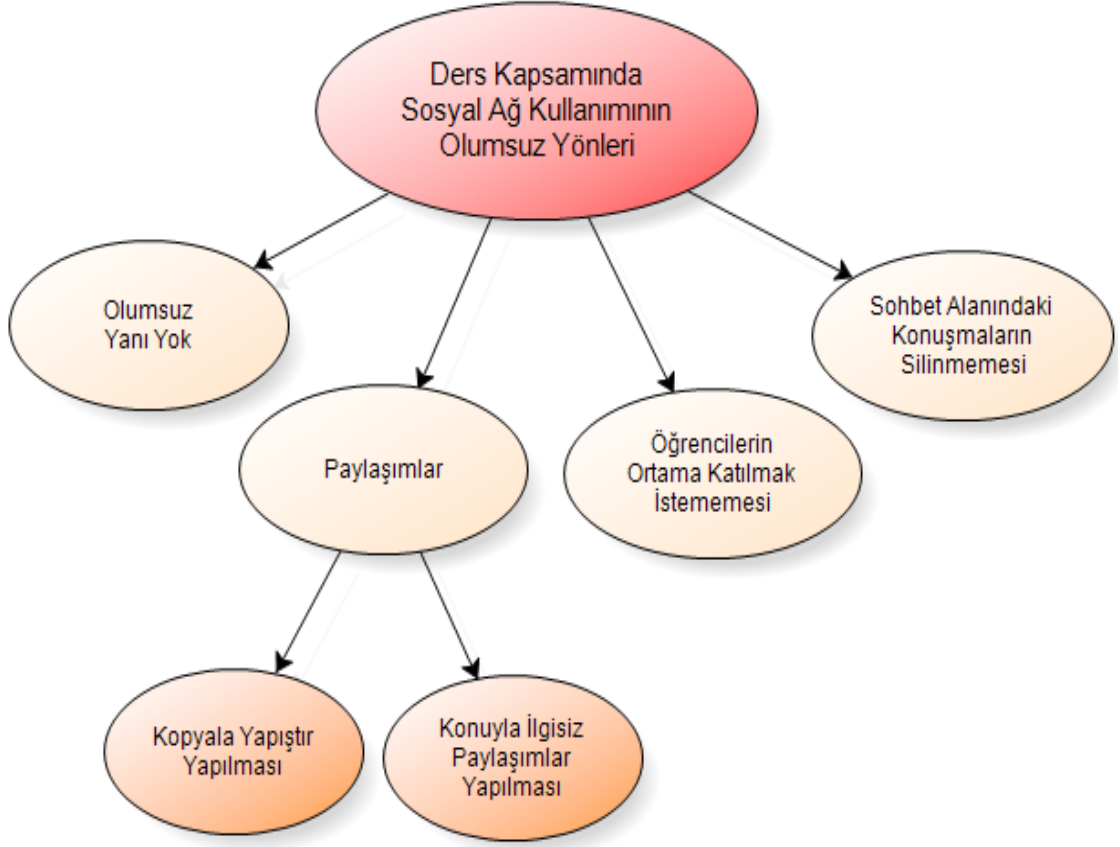 Ders Kapsamında
Sosyal Ağ Kullanımının
Olumsuz Yönleri
Olumsuz
Yanı Yok
Sohbet Alanındaki
Konuşmaların
Silinmemesi
Paylaşımlar
Öğrencilerin
Ortama Katılmak
İstememesi
Kopyala Yapıştır
Yapılması
Konuyla İlgisiz
Paylaşımlar
Yapılması